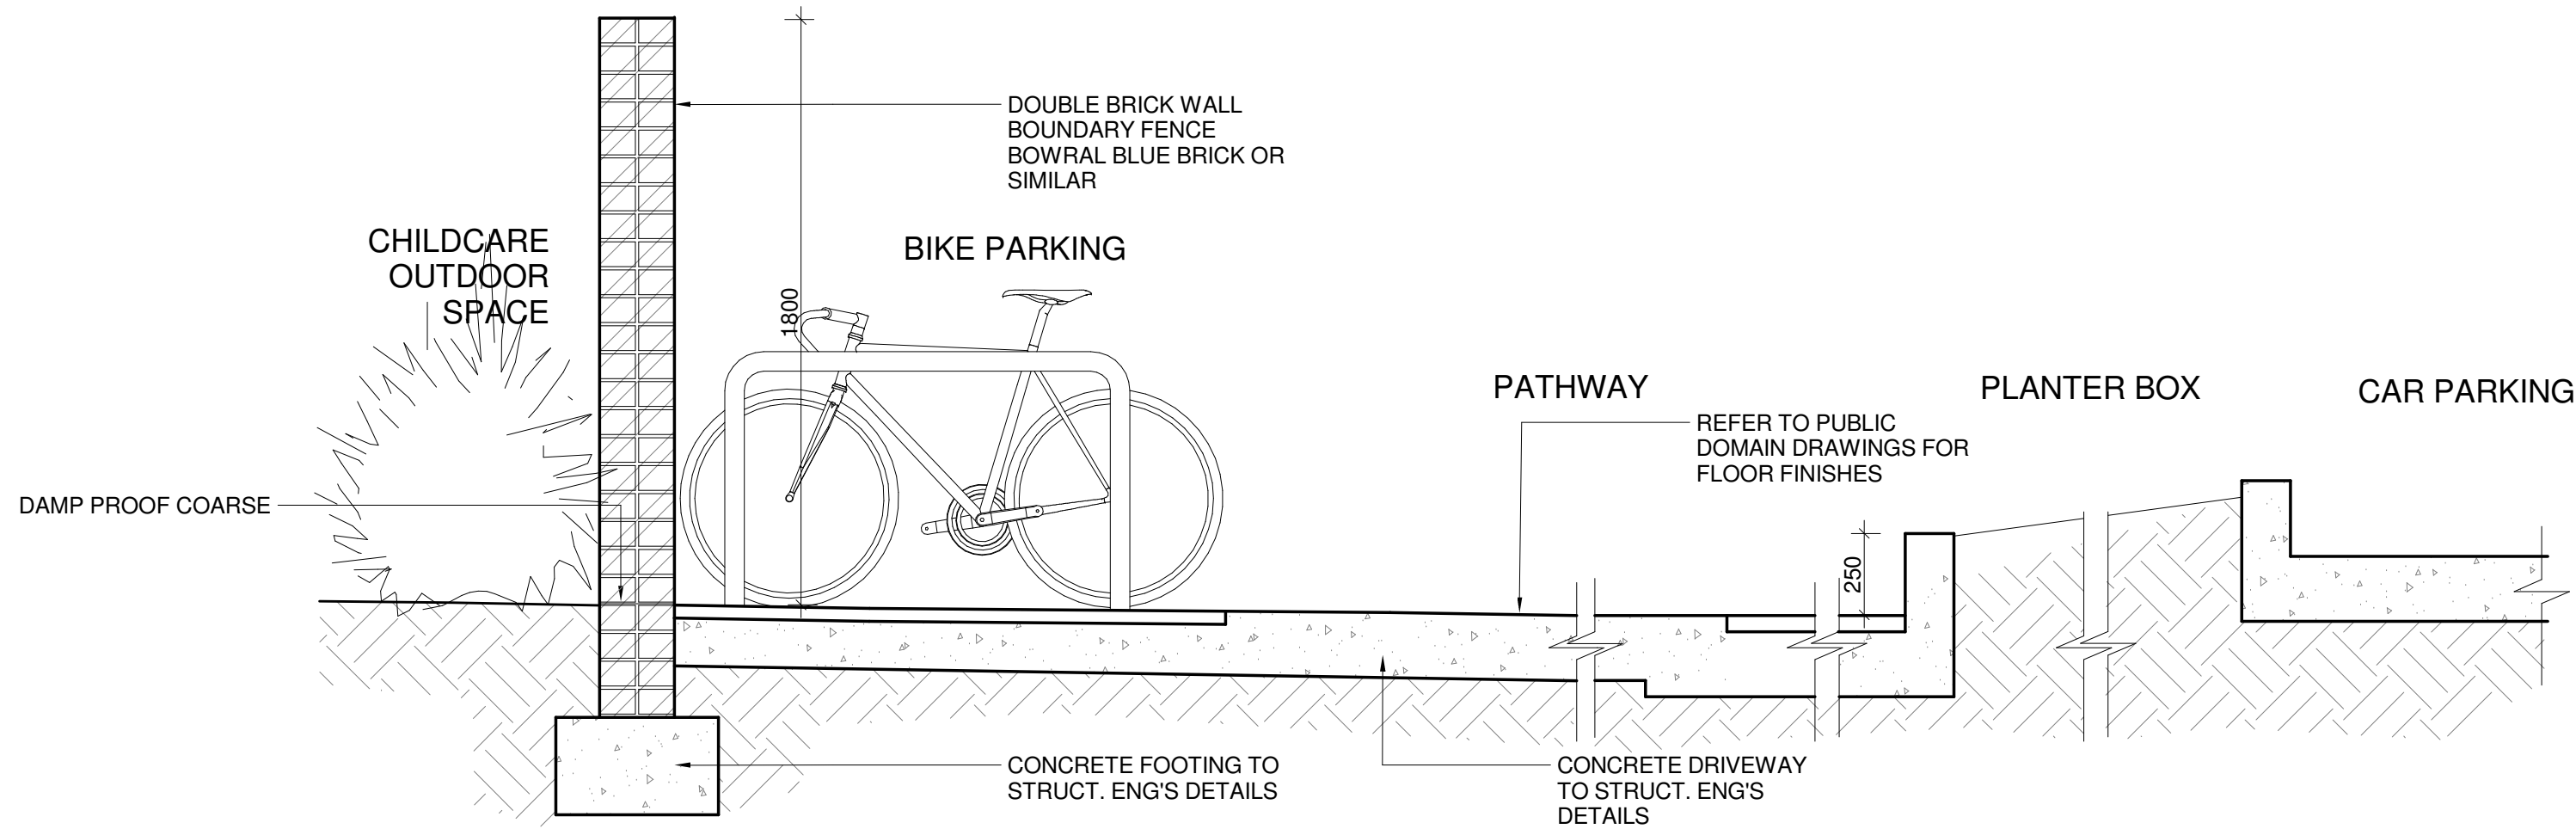 DOUBLE BRICK WALL
BOUNDARY FENCE
BOWRAL BLUE BRICK OR
SIMILAR
CHILDCARE
OUTDOOR
SPACE
BIKE PARKING
1800
PATHWAY
PLANTER BOX
CAR PARKING
REFER TO PUBLIC
DOMAIN DRAWINGS FOR
FLOOR FINISHES
DAMP PROOF COARSE
250
CONCRETE FOOTING TO
STRUCT. ENG'S DETAILS
CONCRETE DRIVEWAY
TO STRUCT. ENG'S
DETAILS